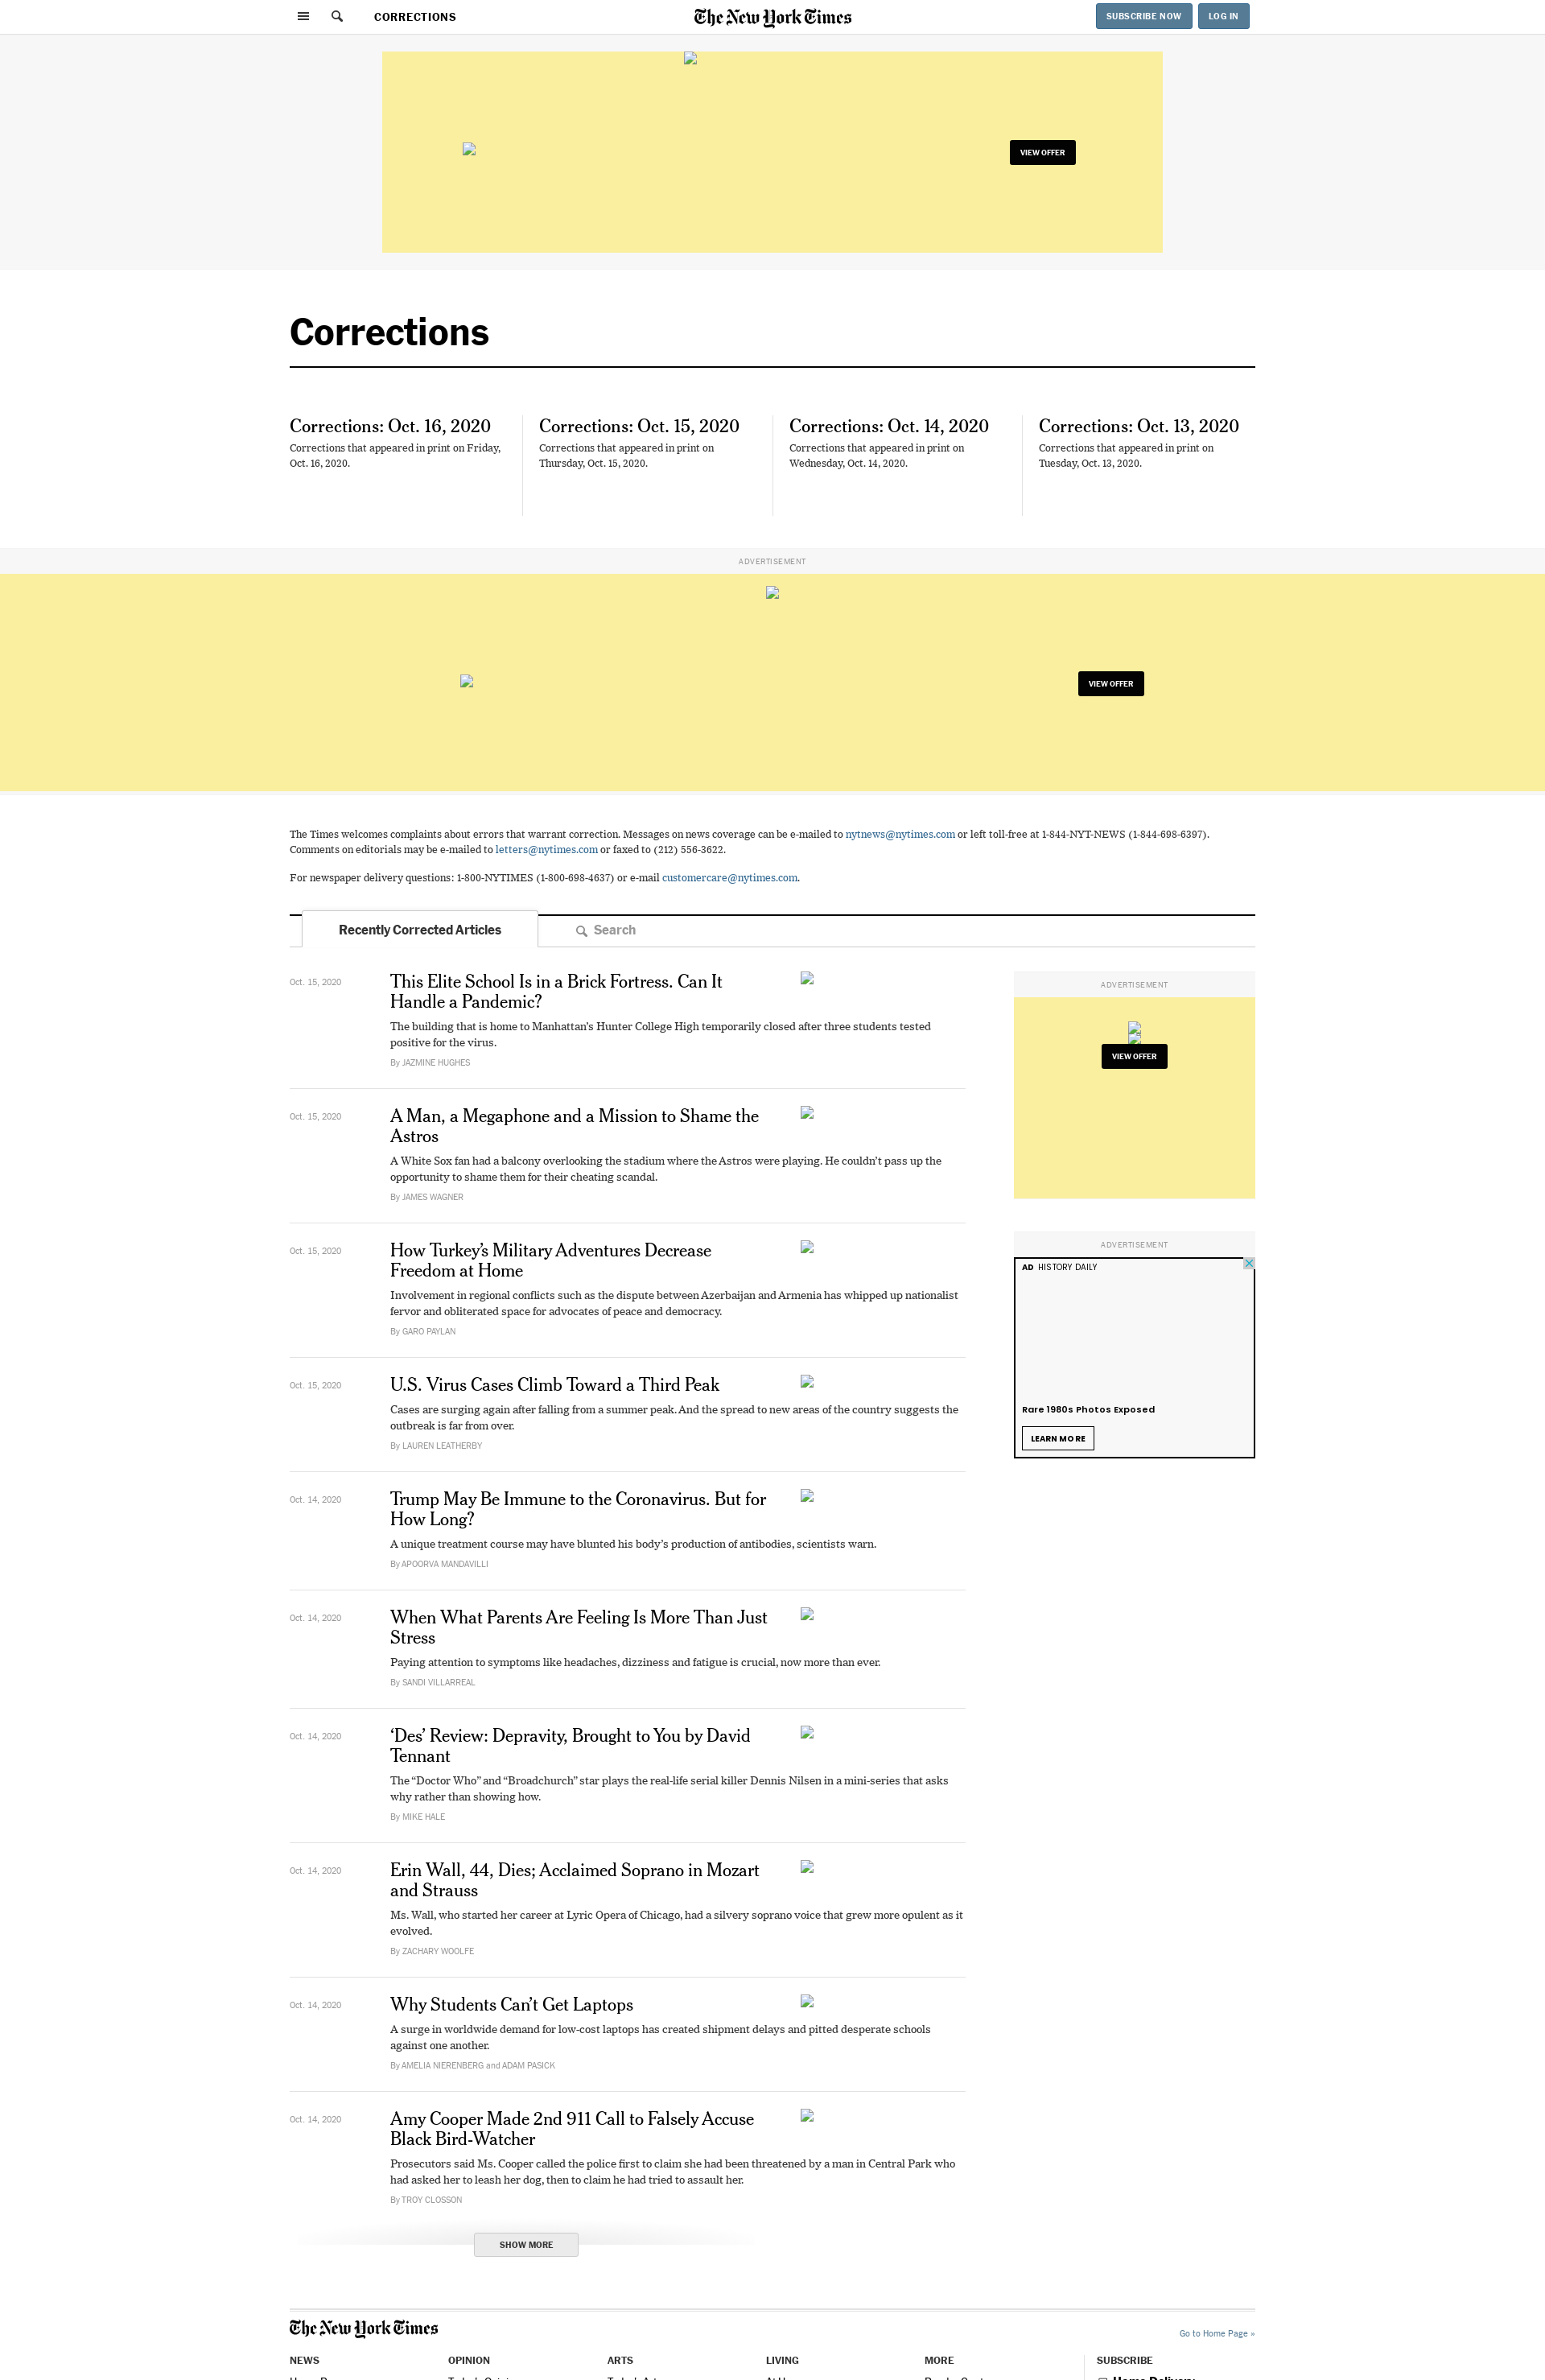 CORRECTIONS
The New York Times
SUBSCRIBE NOW
LOG IN
VIEW OFFER
Corrections
Corrections: Oct. 16, 2020
Corrections that appeared in print on Friday,
Oct. 16, 2020.
Corrections: Oct. 15, 2020
Corrections that appeared in print on
Thursday, Oct. 15, 2020.
Corrections: Oct. 14, 2020
Corrections that appeared in print on
Wednesday, Oct. 14, 2020.
Corrections: Oct. 13, 2020
Corrections that appeared in print on
Tuesday, Oct. 13, 2020.
ADVERTISEMENT
VIEW OFFER
The Times welcomes complaints about errors that warrant correction. Messages on news coverage can be e-mailed to nytnews@nytimes.com or left toll-free at 1-844-NYT-NEWS (1-844-698-6397).
Comments on editorials may be e-mailed to letters@nytimes.com or faxed to (212) 556-3622.
For newspaper delivery questions: 1-800-NYTIMES (1-800-698-4637) or e-mail customercare@nytimes.com.
Recently Corrected Articles
Search
Oct. 15, 2020
This Elite School Is in a Brick Fortress. Can It
Handle a Pandemic?
The building that is home to Manhattan’s Hunter College High temporarily closed after three students tested
positive for the virus.
By JAZMINE HUGHES
Oct. 15, 2020
A Man, a Megaphone and a Mission to Shame the
Astros
A White Sox fan had a balcony overlooking the stadium where the Astros were playing. He couldn’t pass up the
opportunity to shame them for their cheating scandal.
By JAMES WAGNER
Oct. 15, 2020
How Turkey’s Military Adventures Decrease
Freedom at Home
Involvement in regional conflicts such as the dispute between Azerbaijan and Armenia has whipped up nationalist
fervor and obliterated space for advocates of peace and democracy.
By GARO PAYLAN
Oct. 15, 2020
U.S. Virus Cases Climb Toward a Third Peak
Cases are surging again after falling from a summer peak. And the spread to new areas of the country suggests the
outbreak is far from over.
By LAUREN LEATHERBY
Oct. 14, 2020
Trump May Be Immune to the Coronavirus. But for
How Long?
A unique treatment course may have blunted his body’s production of antibodies, scientists warn.
By APOORVA MANDAVILLI
Oct. 14, 2020
When What Parents Are Feeling Is More Than Just
Stress
Paying attention to symptoms like headaches, dizziness and fatigue is crucial, now more than ever.
By SANDI VILLARREAL
Oct. 14, 2020
‘Des’ Review: Depravity, Brought to You by David
Tennant
The “Doctor Who” and “Broadchurch” star plays the real-life serial killer Dennis Nilsen in a mini-series that asks
why rather than showing how.
By MIKE HALE
Oct. 14, 2020
Erin Wall, 44, Dies; Acclaimed Soprano in Mozart
and Strauss
Ms. Wall, who started her career at Lyric Opera of Chicago, had a silvery soprano voice that grew more opulent as it
evolved.
By ZACHARY WOOLFE
Oct. 14, 2020
Why Students Can’t Get Laptops
A surge in worldwide demand for low-cost laptops has created shipment delays and pitted desperate schools
against one another.
By AMELIA NIERENBERG and ADAM PASICK
Oct. 14, 2020
Amy Cooper Made 2nd 911 Call to Falsely Accuse
Black Bird-Watcher
Prosecutors said Ms. Cooper called the police first to claim she had been threatened by a man in Central Park who
had asked her to leash her dog, then to claim he had tried to assault her.
By TROY CLOSSON
SHOW MORE
ADVERTISEMENT
VIEW OFFER
ADVERTISEMENT
AD HISTORY DAILY
Rare 1980s Photos Exposed
LEARN MORE
The New York Times
Go to Home Page »
NEWS
OPINION
ARTS
LIVING
MORE
SUBSCRIBE
Home Delivery